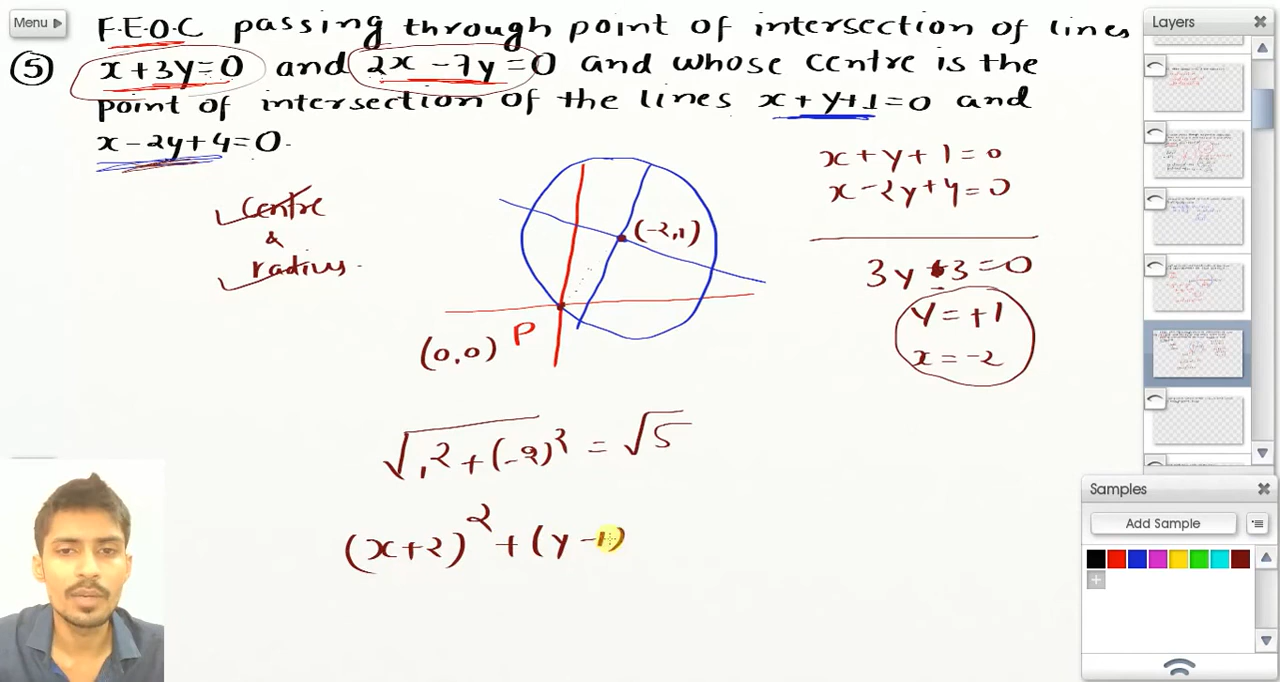 Menu
F.E.O.C passing through point of intersection of lines
⑤ x+3y=0 and 2x-7y=0 and whose centre is the
point of intersection of the lines x+y+1=0 and
x-2y+4=0.
x+y+1=0
x-2y+4=0
3y-3=0
y=+1
x=-2
Centre
&
radius.
(-2,1)
P
(0,0)
√1²+(-2)² = √5
(x+2)²+(y-1)
Layers
Samples
Add Sample